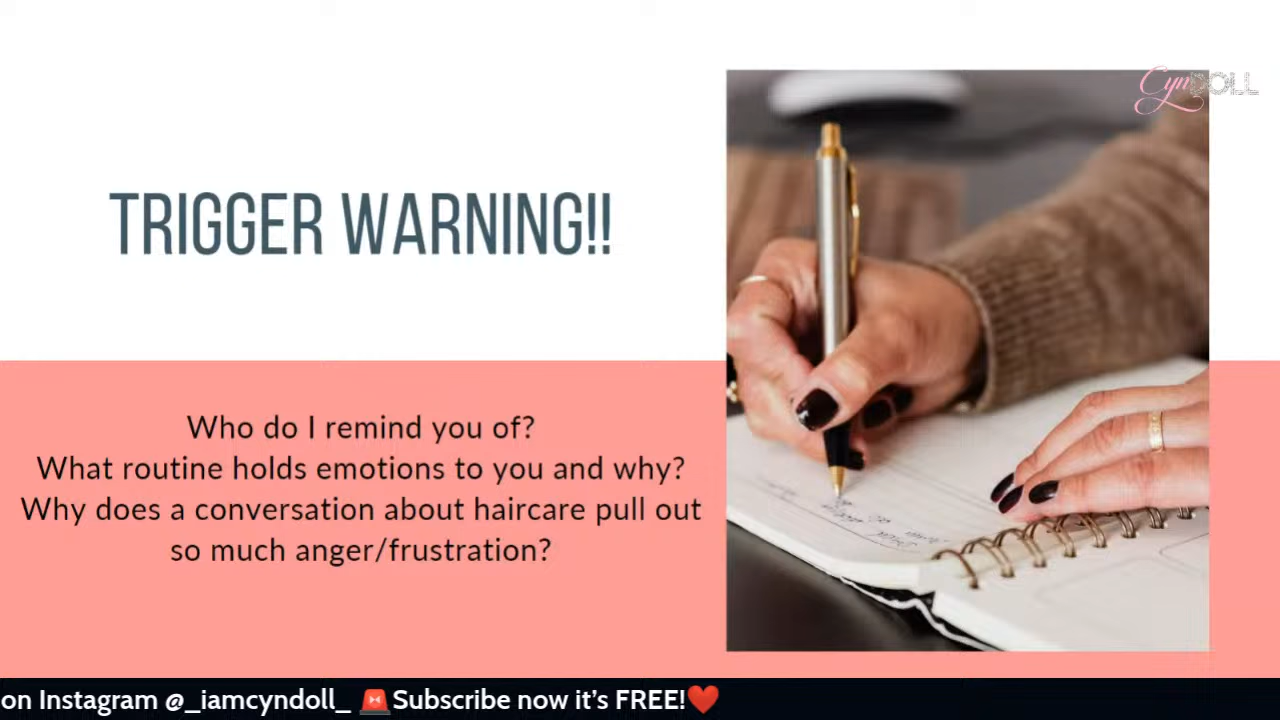 CynDOLL
TRIGGER WARNING!!
Who do I remind you of?
What routine holds emotions to you and why?
Why does a conversation about haircare pull out
so much anger/frustration?
on Instagram @_iamcyndoll_ 🚨Subscribe now it's FREE!❤️